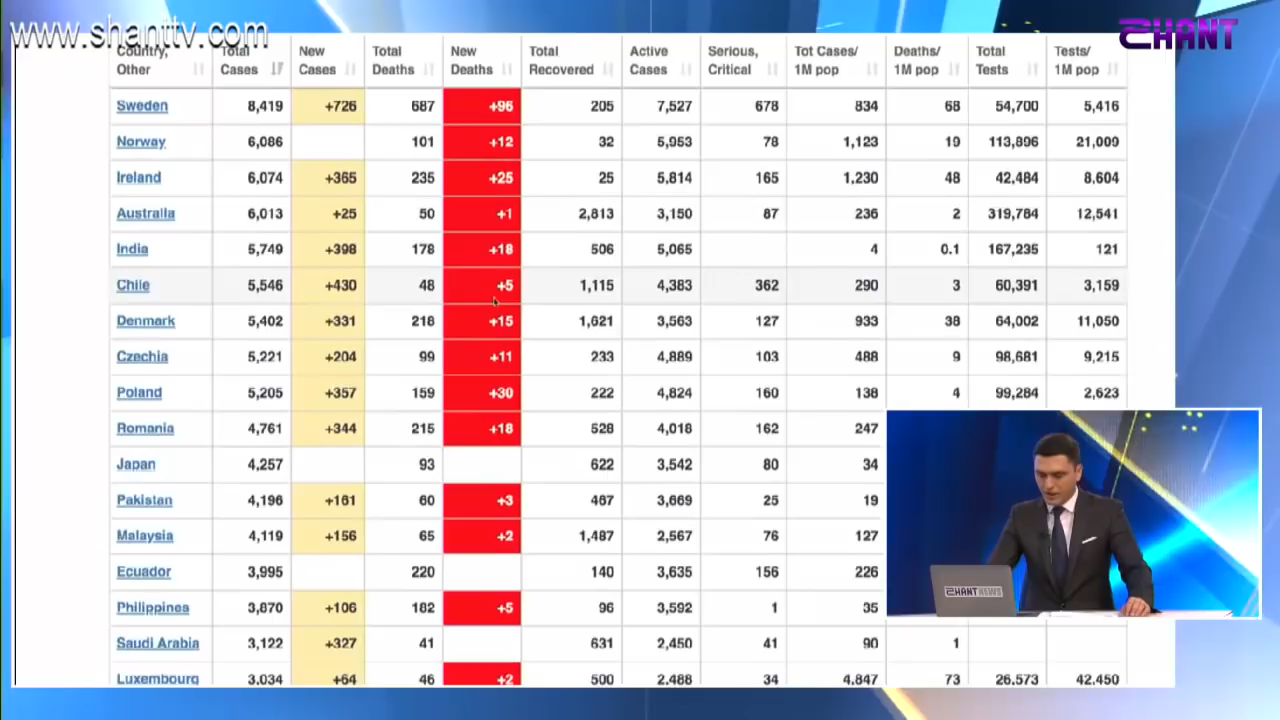 www.shanttv.com
SHANT
Country, Other Total Cases New Cases Total Deaths New Deaths Total Recovered Active Cases Serious, Critical Tot Cases/ 1M pop Deaths/ 1M pop Total Tests Tests/ 1M pop
Sweden 8,419 +726 687 +96 205 7,527 678 834 68 54,700 5,416
Norway 6,086 101 +12 32 5,953 78 1,123 19 113,896 21,009
Ireland 6,074 +365 235 +25 25 5,814 165 1,230 48 42,484 8,604
Australia 6,013 +25 50 +1 2,813 3,150 87 236 2 319,784 12,541
India 5,749 +398 178 +18 506 5,065 4 0.1 167,235 121
Chile 5,546 +430 48 +5 1,115 4,383 362 290 3 60,391 3,159
Denmark 5,402 +331 218 +15 1,621 3,563 127 933 38 64,002 11,050
Czechia 5,221 +204 99 +11 233 4,889 103 488 9 98,681 9,215
Poland 5,205 +357 159 +30 222 4,824 160 138 4 99,284 2,623
Romania 4,761 +344 215 +18 528 4,018 162 247
Japan 4,257 93 622 3,542 80 34
Pakistan 4,196 +161 60 +3 467 3,669 25 19
Malaysia 4,119 +156 65 +2 1,487 2,567 76 127
Ecuador 3,995 220 140 3,635 156 226
Philippines 3,870 +106 182 +5 96 3,592 1 35
Saudi Arabia 3,122 +327 41 631 2,450 41 90 1
Luxembourg 3,034 +64 46 +2 500 2,488 34 4,847 73 26,573 42,450
SHANT NEWS